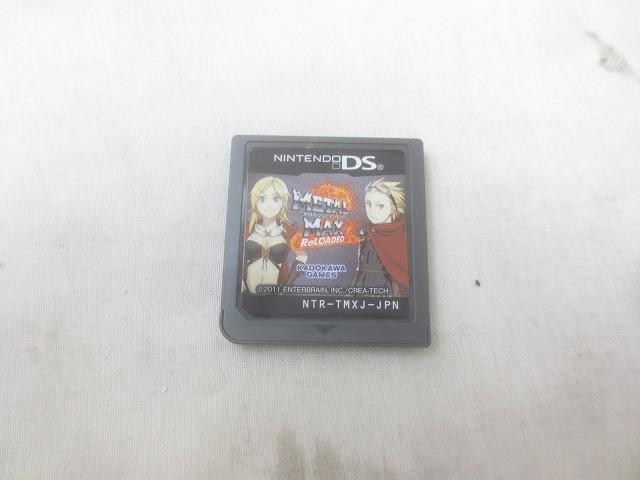 NINTENDO DS®
METAL
MAX
ReLOADED
KADOKAWA
GAMES
©2011 ENTERBRAIN, INC./CREA-TECH
NTR-TMXJ-JPN